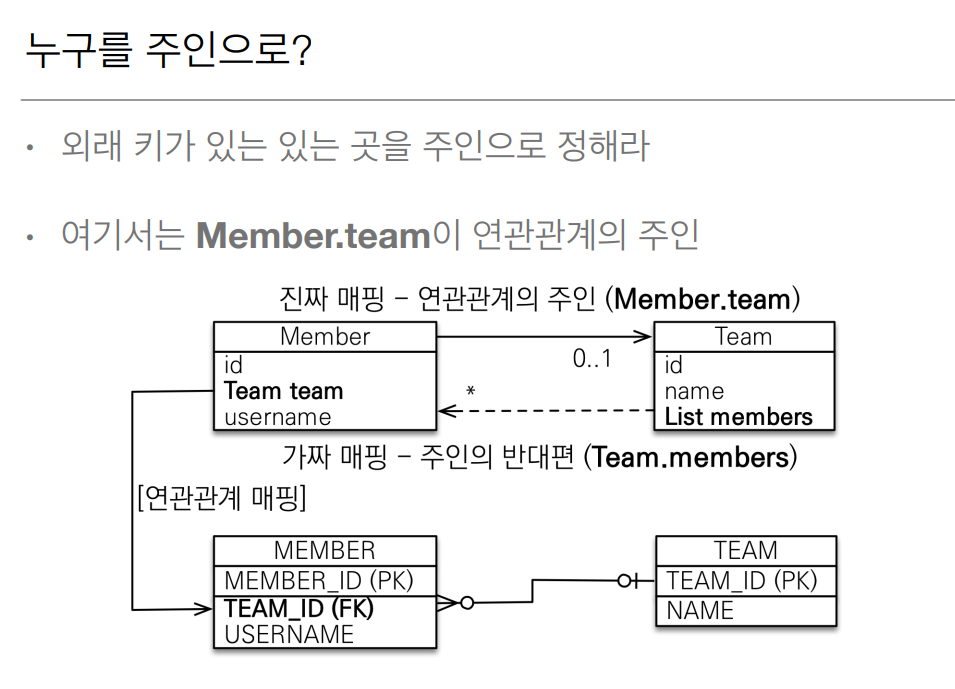 누구를 주인으로?
• 외래 키가 있는 있는 곳을 주인으로 정해라
• 여기서는 Member.team이 연관관계의 주인
진짜 매핑 - 연관관계의 주인 (Member.team)
Member
id
Team team
username
0..1
*
Team
id
name
List members
가짜 매핑 - 주인의 반대편 (Team.members)
[연관관계 매핑]
MEMBER
MEMBER_ID (PK)
TEAM_ID (FK)
USERNAME
TEAM
TEAM_ID (PK)
NAME